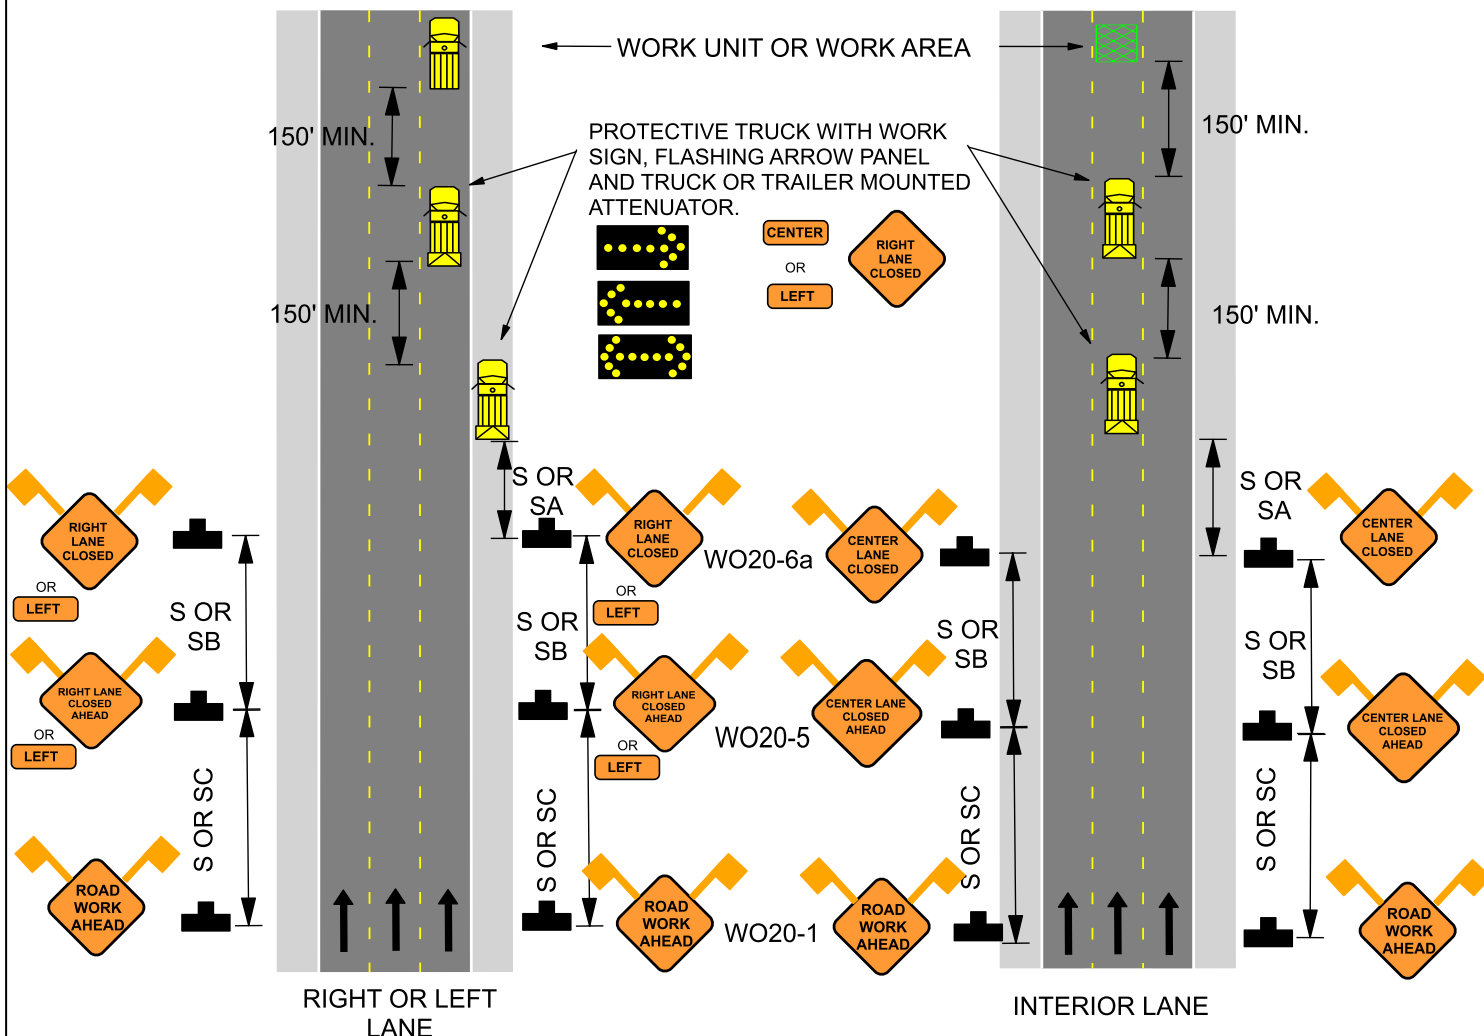 WORK UNIT OR WORK AREA
150' MIN.
150' MIN.
PROTECTIVE TRUCK WITH WORK
SIGN, FLASHING ARROW PANEL
AND TRUCK OR TRAILER MOUNTED
ATTENUATOR.
CENTER
OR
LEFT
RIGHT
LANE
CLOSED
150' MIN.
150' MIN.
RIGHT
LANE
CLOSED
OR
LEFT
S OR
SA
RIGHT
LANE
CLOSED
OR
LEFT
WO20-6a
CENTER
LANE
CLOSED
S OR
SA
CENTER
LANE
CLOSED
S OR
SB
S OR
SB
S OR
SB
S OR
SB
RIGHT LANE
CLOSED
AHEAD
OR
LEFT
RIGHT LANE
CLOSED
AHEAD
OR
LEFT
WO20-5
CENTER LANE
CLOSED
AHEAD
CENTER LANE
CLOSED
AHEAD
S OR SC
S OR SC
S OR SC
S OR SC
ROAD
WORK
AHEAD
ROAD
WORK
AHEAD
WO20-1
ROAD
WORK
AHEAD
ROAD
WORK
AHEAD
RIGHT OR LEFT
LANE
INTERIOR LANE